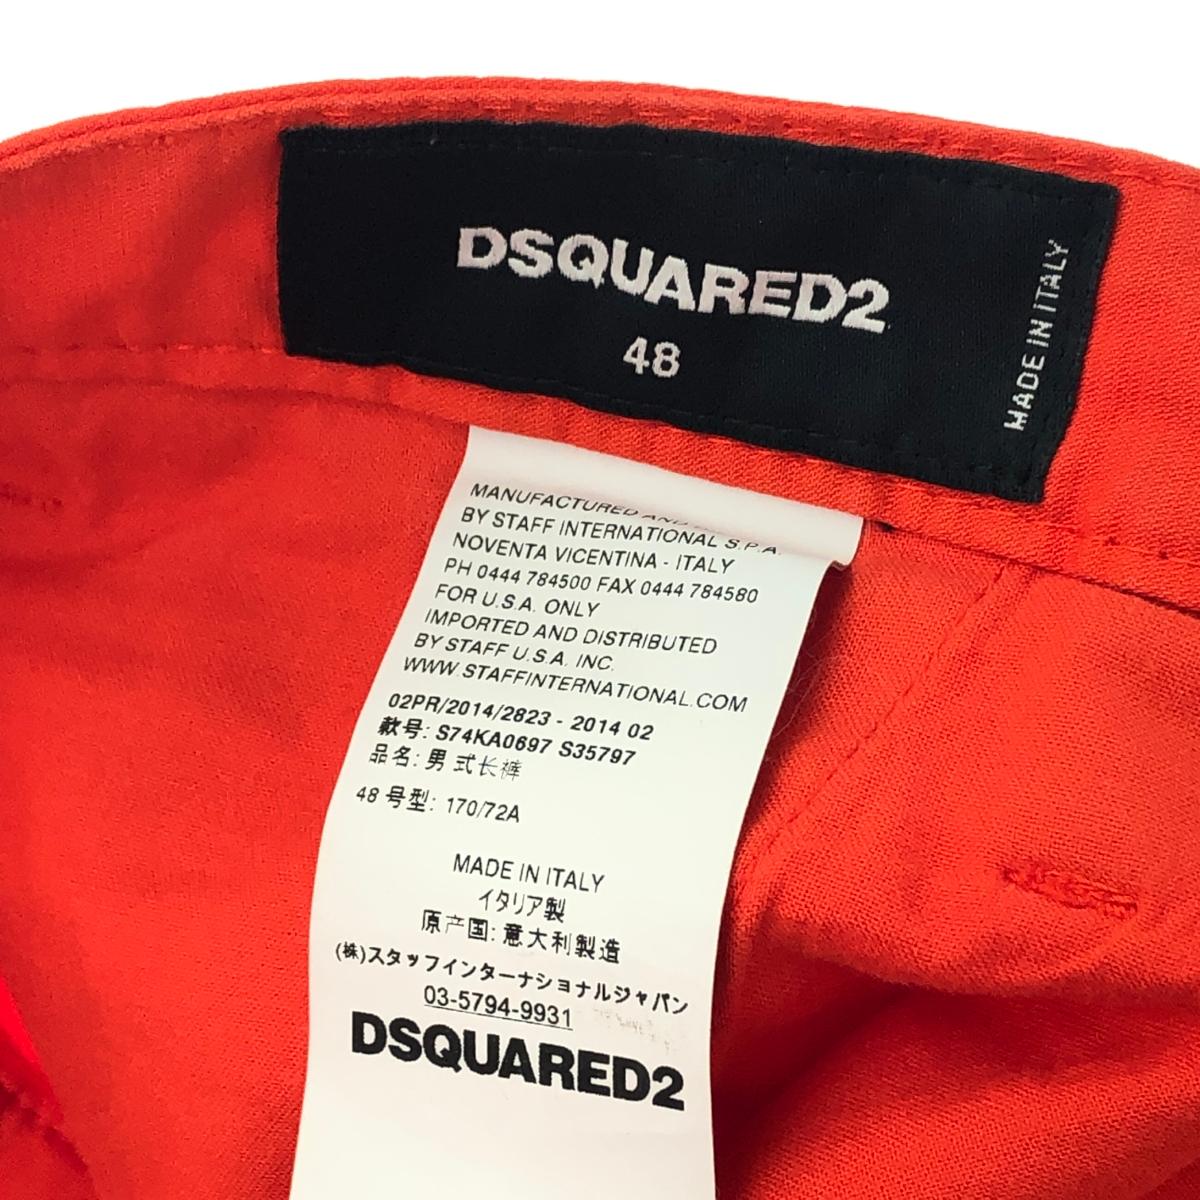 DSQUARED2
48
MADE IN ITALY
MANUFACTURED AND
BY STAFF INTERNATIONAL S.P.A.
NOVENTA VICENTINA - ITALY
PH 0444 784500 FAX 0444 784580
FOR U.S.A. ONLY
IMPORTED AND DISTRIBUTED
BY STAFF U.S.A. INC.
WWW.STAFFINTERNATIONAL.COM
02PR/2014/2823 - 2014 02
款号: S74KA0697 S35797
品名: 男式长裤
48 号型: 170/72A
MADE IN ITALY
イタリア製
原产国: 意大利製造
(株)スタッフインターナショナルジャパン
03-5794-9931
DSQUARED2